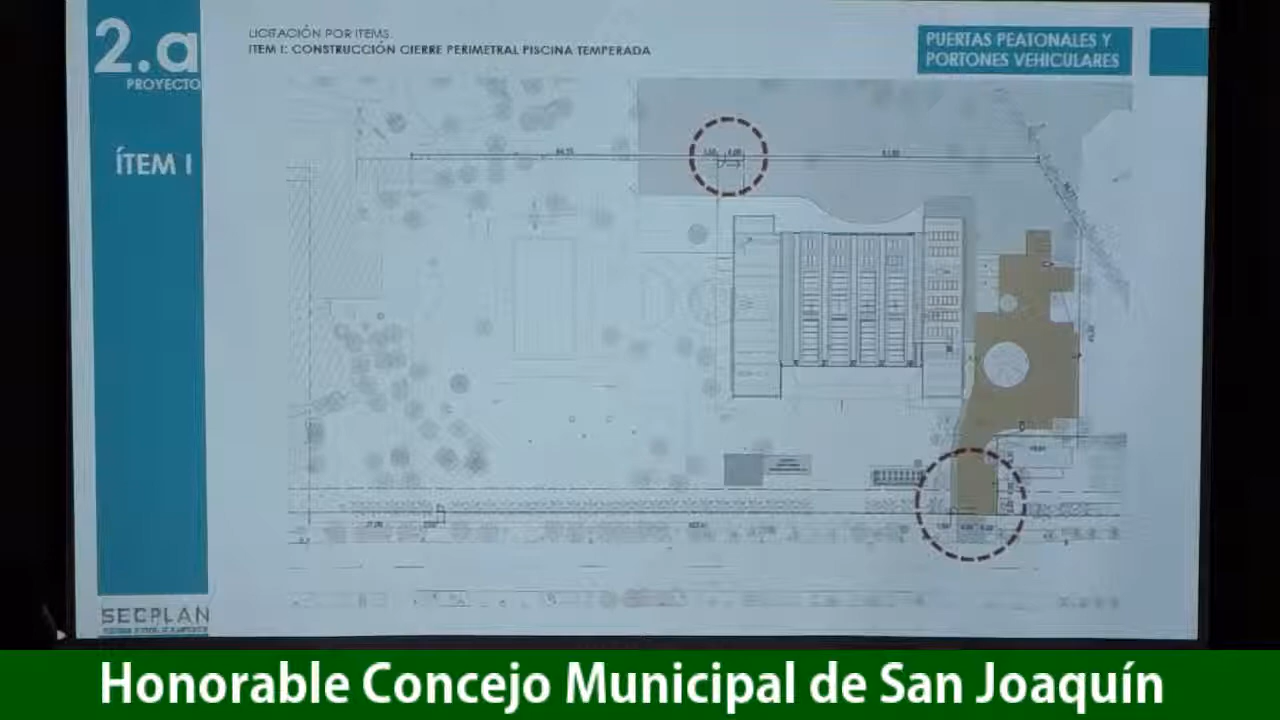 2.a
PROYECTO
ÍTEM I
LICITACIÓN POR ITEMS.
ITEM I: CONSTRUCCIÓN CIERRE PERIMETRAL PISCINA TEMPERADA
PUERTAS PEATONALES Y
PORTONES VEHICULARES
SECPLAN
Honorable Concejo Municipal de San Joaquín